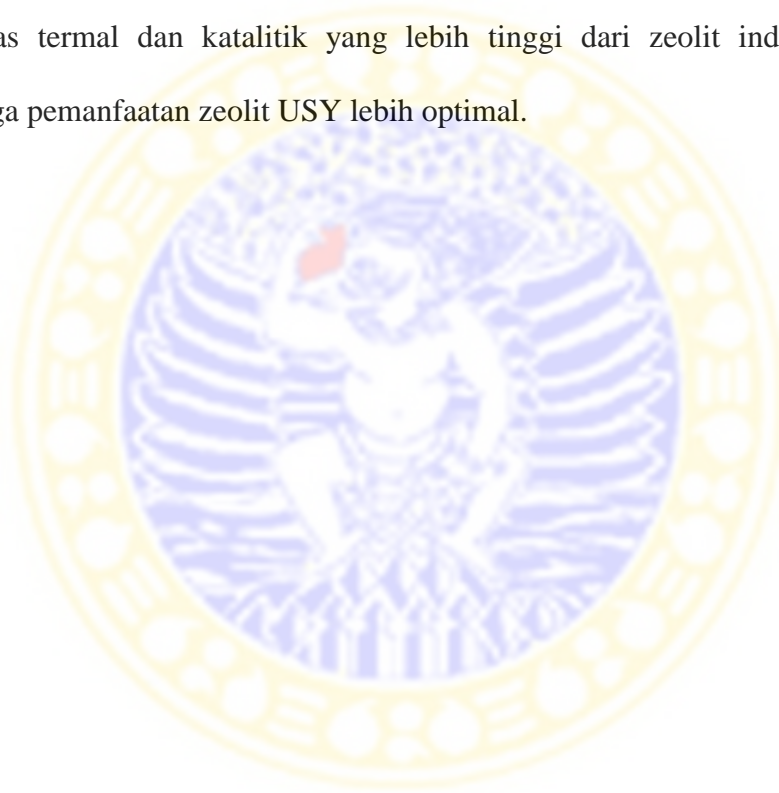 as termal dan katalitik yang lebih tinggi dari zeolit ind
ga pemanfaatan zeolit USY lebih optimal.